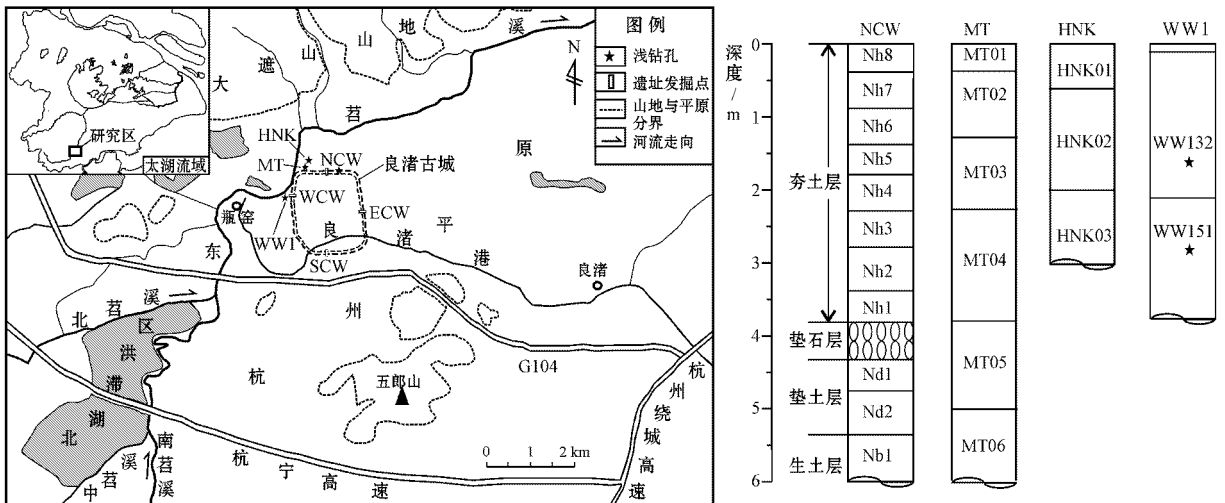 研究区
太湖流域
大遮山
山地
苕溪
图例
浅钻孔
遗址发掘点
山地与平原分界
河流走向
N
HNK
MT
NCW
良渚古城
WCW
ECW
WW1
SCW
瓶窑
东
原
平
良渚港
良渚
北苕溪
北湖滞洪区
南苕溪
中苕溪
杭州
五郎山
G104
杭宁高速
杭州绕城高速
0 1 2 km
深度/m
0
1
2
3
4
5
6
夯土层
垫石层
垫土层
生土层
NCW
Nh8
Nh7
Nh6
Nh5
Nh4
Nh3
Nh2
Nh1
Nd1
Nd2
Nb1
MT
MT01
MT02
MT03
MT04
MT05
MT06
HNK
HNK01
HNK02
HNK03
WW1
WW132
WW151